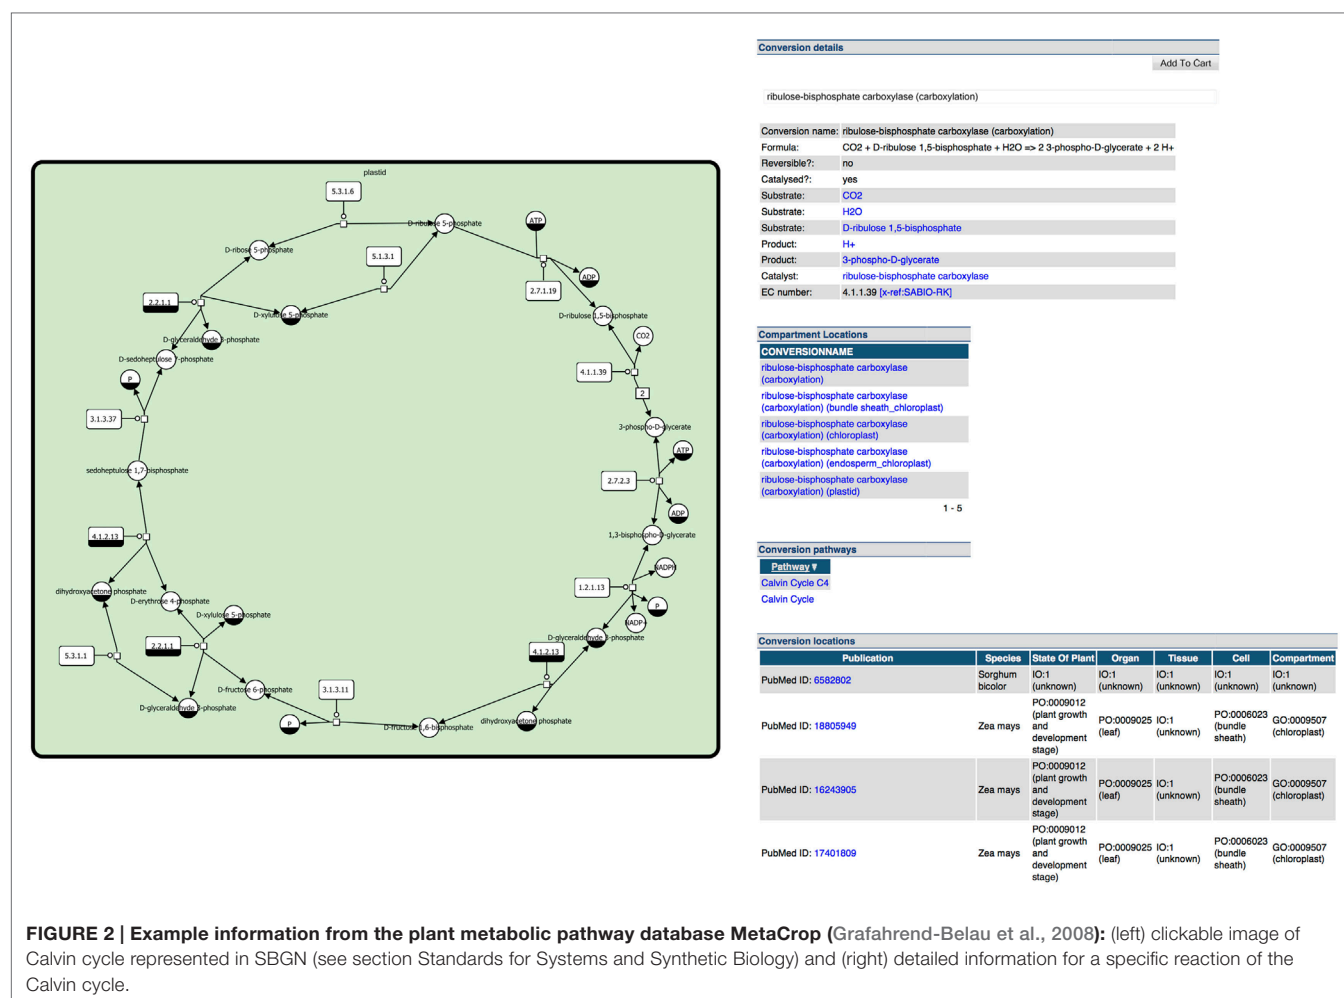 plastid
5.3.1.6
D-ribulose 5-phosphate
ATP
D-ribose 5-phosphate
5.1.3.1
ADP
2.7.1.19
2.2.1.1
D-xylulose 5-phosphate
D-ribulose 1,5-bisphosphate
D-glyceraldehyde 3-phosphate
CO2
D-sedoheptulose 7-phosphate
P
4.1.1.39
2
3.1.3.37
3-phospho-D-glycerate
ATP
sedoheptulose 1,7-bisphosphate
2.7.2.3
ADP
4.1.2.13
1,3-bisphospho-D-glycerate
NADPH
dihydroxyacetone phosphate
1.2.1.13
D-erythrose 4-phosphate
P
D-xylulose 5-phosphate
NADP+
D-glyceraldehyde 3-phosphate
2.2.1.1
4.1.2.13
5.3.1.1
D-fructose 6-phosphate
3.1.3.11
D-glyceraldehyde 3-phosphate
P
D-fructose 1,6-bisphosphate
dihydroxyacetone phosphate
Conversion details
Add To Cart
ribulose-bisphosphate carboxylase (carboxylation)
Conversion name: ribulose-bisphosphate carboxylase (carboxylation)
Formula: CO2 + D-ribulose 1,5-bisphosphate + H2O => 2 3-phospho-D-glycerate + 2 H+
Reversible?: no
Catalysed?: yes
Substrate: CO2
Substrate: H2O
Substrate: D-ribulose 1,5-bisphosphate
Product: H+
Product: 3-phospho-D-glycerate
Catalyst: ribulose-bisphosphate carboxylase
EC number: 4.1.1.39 [x-ref:SABIO-RK]
Compartment Locations
CONVERSIONNAME
ribulose-bisphosphate carboxylase
(carboxylation)
ribulose-bisphosphate carboxylase
(carboxylation) (bundle sheath_chloroplast)
ribulose-bisphosphate carboxylase
(carboxylation) (chloroplast)
ribulose-bisphosphate carboxylase
(carboxylation) (endosperm_chloroplast)
ribulose-bisphosphate carboxylase
(carboxylation) (plastid)
1 - 5
Conversion pathways
Pathway ▼
Calvin Cycle C4
Calvin Cycle
Conversion locations
Publication Species State Of Plant Organ Tissue Cell Compartment
PubMed ID: 6582802 Sorghum bicolor IO:1 (unknown) IO:1 (unknown) IO:1 (unknown) IO:1 (unknown) IO:1 (unknown)
PubMed ID: 18805949 Zea mays PO:0009012 (plant growth and development stage) PO:0009025 (leaf) IO:1 (unknown) PO:0006023 (bundle sheath) GO:0009507 (chloroplast)
PubMed ID: 16243905 Zea mays PO:0009012 (plant growth and development stage) PO:0009025 (leaf) IO:1 (unknown) PO:0006023 (bundle sheath) GO:0009507 (chloroplast)
PubMed ID: 17401809 Zea mays PO:0009012 (plant growth and development stage) PO:0009025 (leaf) IO:1 (unknown) PO:0006023 (bundle sheath) GO:0009507 (chloroplast)
FIGURE 2 | Example information from the plant metabolic pathway database MetaCrop (Grafahrend-Belau et al., 2008): (left) clickable image of
Calvin cycle represented in SBGN (see section Standards for Systems and Synthetic Biology) and (right) detailed information for a specific reaction of the
Calvin cycle.